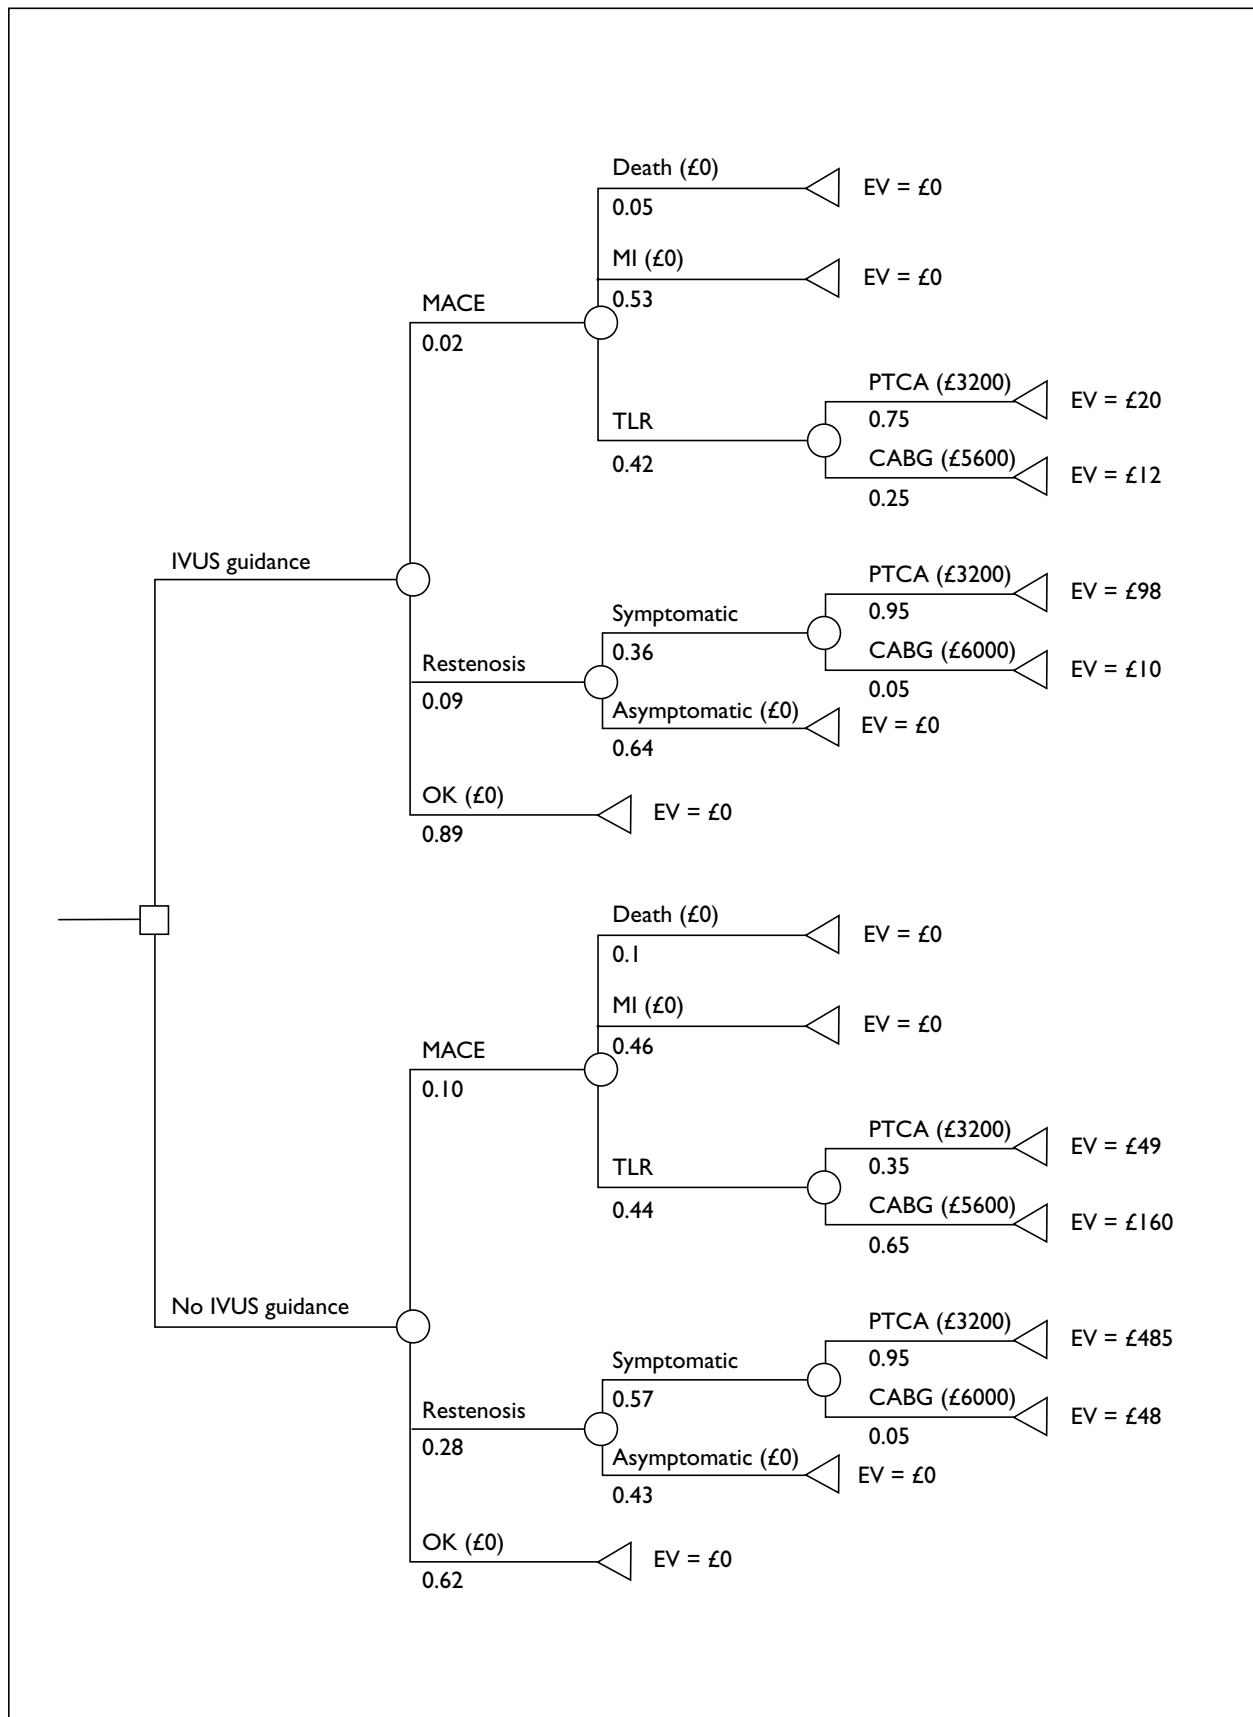 Death (£0)
0.05
EV = £0
MI (£0)
0.53
EV = £0
MACE
0.02
PTCA (£3200)
0.75
EV = £20
TLR
0.42
CABG (£5600)
0.25
EV = £12
IVUS guidance
PTCA (£3200)
0.95
EV = £98
Symptomatic
0.36
CABG (£6000)
0.05
EV = £10
Restenosis
0.09
Asymptomatic (£0)
0.64
EV = £0
OK (£0)
0.89
EV = £0
Death (£0)
0.1
EV = £0
MI (£0)
0.46
EV = £0
MACE
0.10
PTCA (£3200)
0.35
EV = £49
TLR
0.44
CABG (£5600)
0.65
EV = £160
No IVUS guidance
PTCA (£3200)
0.95
EV = £485
Symptomatic
0.57
CABG (£6000)
0.05
EV = £48
Restenosis
0.28
Asymptomatic (£0)
0.43
EV = £0
OK (£0)
0.62
EV = £0